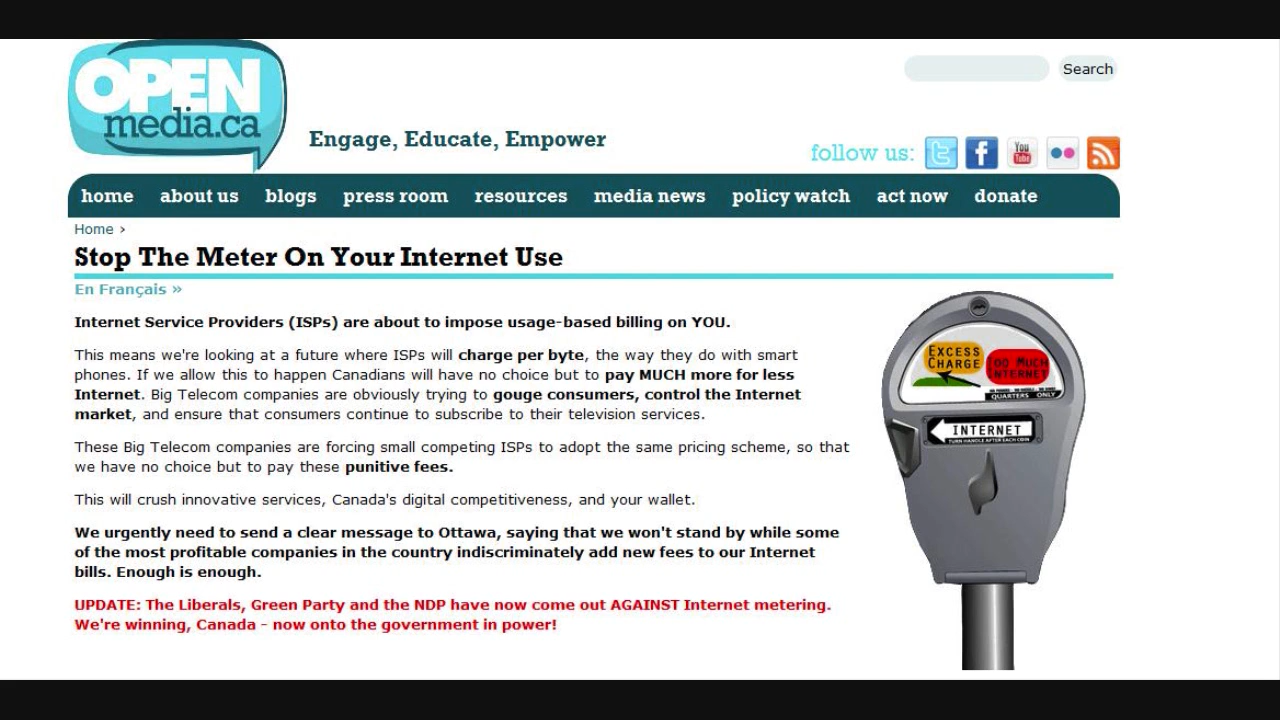 OPEN
media.ca
Engage, Educate, Empower
Search
follow us:
You
Tube
home about us blogs press room resources media news policy watch act now donate
Home ›
Stop The Meter On Your Internet Use
En Français »
Internet Service Providers (ISPs) are about to impose usage-based billing on YOU.
This means we're looking at a future where ISPs will charge per byte, the way they do with smart
phones. If we allow this to happen Canadians will have no choice but to pay MUCH more for less
Internet. Big Telecom companies are obviously trying to gouge consumers, control the Internet
market, and ensure that consumers continue to subscribe to their television services.
These Big Telecom companies are forcing small competing ISPs to adopt the same pricing scheme, so that
we have no choice but to pay these punitive fees.
This will crush innovative services, Canada's digital competitiveness, and your wallet.
We urgently need to send a clear message to Ottawa, saying that we won't stand by while some
of the most profitable companies in the country indiscriminately add new fees to our Internet
bills. Enough is enough.
UPDATE: The Liberals, Green Party and the NDP have now come out AGAINST Internet metering.
We're winning, Canada - now onto the government in power!
EXCESS
CHARGE
TOO MUCH
INTERNET
QUARTERS ONLY
INTERNET
TURN HANDLE AFTER EACH COIN